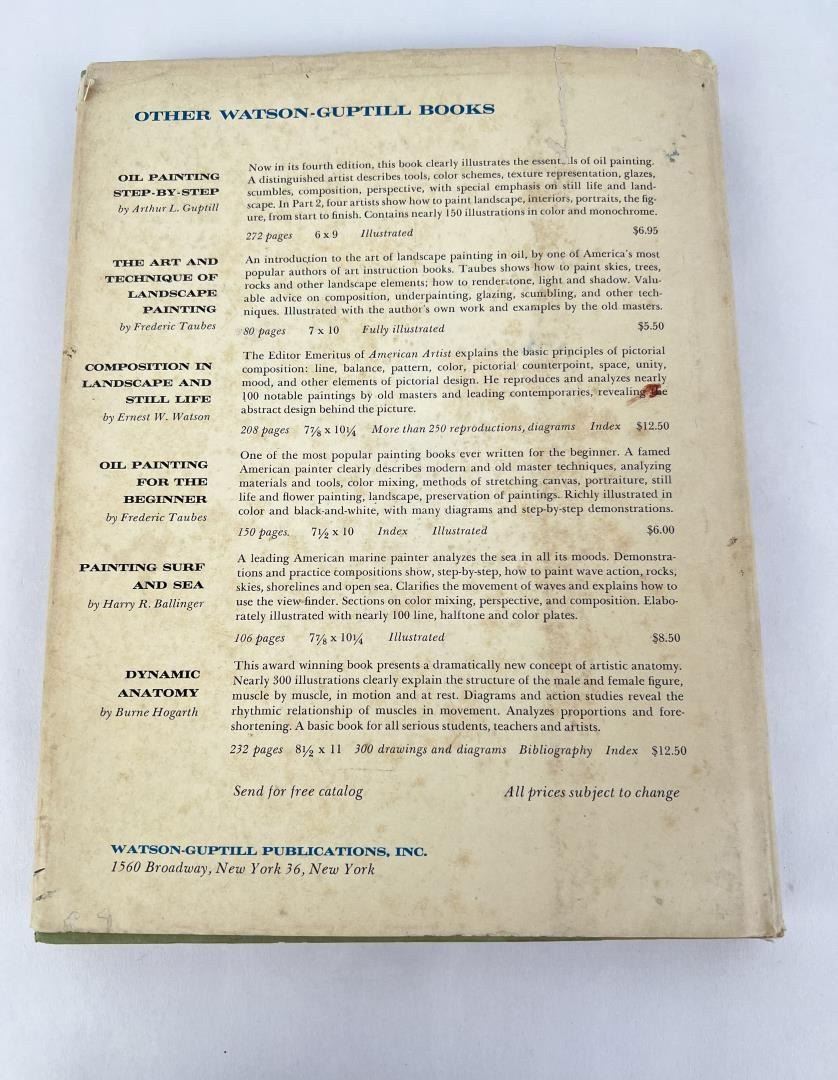 OTHER WATSON-GUPTILL BOOKS
OIL PAINTING
STEP-BY-STEP
by Arthur L. Guptill
Now in its fourth edition, this book clearly illustrates the essent ls of oil painting.
A distinguished artist describes tools, color schemes, texture representation, glazes,
scumbles, composition, perspective, with special emphasis on still life and land-
scape. In Part 2, four artists show how to paint landscape, interiors, portraits, the fig-
ure, from start to finish. Contains nearly 150 illustrations in color and monochrome.
272 pages 6 x 9 Illustrated $6.95
THE ART AND
TECHNIQUE OF
LANDSCAPE
PAINTING
by Frederic Taubes
An introduction to the art of landscape painting in oil, by one of America's most
popular authors of art instruction books. Taubes shows how to paint skies, trees,
rocks and other landscape elements; how to render tone, light and shadow. Valu-
able advice on composition, underpainting, glazing, scumbling, and other tech-
niques. Illustrated with the author's own work and examples by the old masters.
80 pages 7 x 10 Fully illustrated $5.50
COMPOSITION IN
LANDSCAPE AND
STILL LIFE
by Ernest W. Watson
The Editor Emeritus of American Artist explains the basic principles of pictorial
composition: line, balance, pattern, color, pictorial counterpoint, space, unity,
mood, and other elements of pictorial design. He reproduces and analyzes nearly
100 notable paintings by old masters and leading contemporaries, revealing the
abstract design behind the picture.
208 pages 7⅞ x 10¼ More than 250 reproductions, diagrams Index $12.50
OIL PAINTING
FOR THE
BEGINNER
by Frederic Taubes
One of the most popular painting books ever written for the beginner. A famed
American painter clearly describes modern and old master techniques, analyzing
materials and tools, color mixing, methods of stretching canvas, portraiture, still
life and flower painting, landscape, preservation of paintings. Richly illustrated in
color and black-and-white, with many diagrams and step-by-step demonstrations.
150 pages. 7½ x 10 Index Illustrated $6.00
PAINTING SURF
AND SEA
by Harry R. Ballinger
A leading American marine painter analyzes the sea in all its moods. Demonstra-
tions and practice compositions show, step-by-step, how to paint wave action, rocks,
skies, shorelines and open sea. Clarifies the movement of waves and explains how to
use the view-finder. Sections on color mixing, perspective, and composition. Elabo-
rately illustrated with nearly 100 line, halftone and color plates.
106 pages 7⅞ x 10¼ Illustrated $8.50
DYNAMIC
ANATOMY
by Burne Hogarth
This award winning book presents a dramatically new concept of artistic anatomy.
Nearly 300 illustrations clearly explain the structure of the male and female figure,
muscle by muscle, in motion and at rest. Diagrams and action studies reveal the
rhythmic relationship of muscles in movement. Analyzes proportions and fore-
shortening. A basic book for all serious students, teachers and artists.
232 pages 8½ x 11 300 drawings and diagrams Bibliography Index $12.50
Send for free catalog All prices subject to change
WATSON-GUPTILL PUBLICATIONS, INC.
1560 Broadway, New York 36, New York